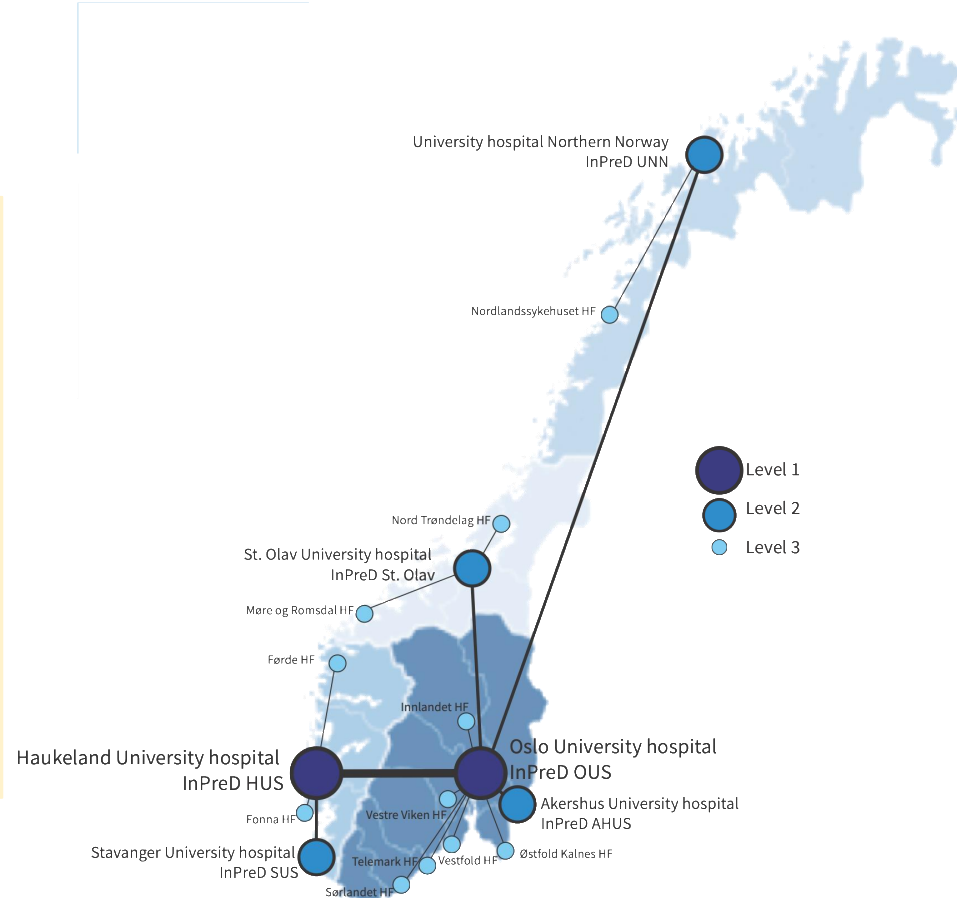 University hospital Northern Norway
InPreD UNN
Nordlandssykehuset HF
Level 1
Level 2
Level 3
Nord Trøndelag HF
St. Olav University hospital
InPreD St. Olav
Møre og Romsdal HF
Førde HF
Innlandet HF
Haukeland University hospital
InPreD HUS
Oslo University hospital
InPreD OUS
Akershus University hospital
InPreD AHUS
Fonna HF
Vestre Viken HF
Stavanger University hospital
InPreD SUS
Telemark HF
Vestfold HF
Østfold Kalnes HF
Sørlandet HF